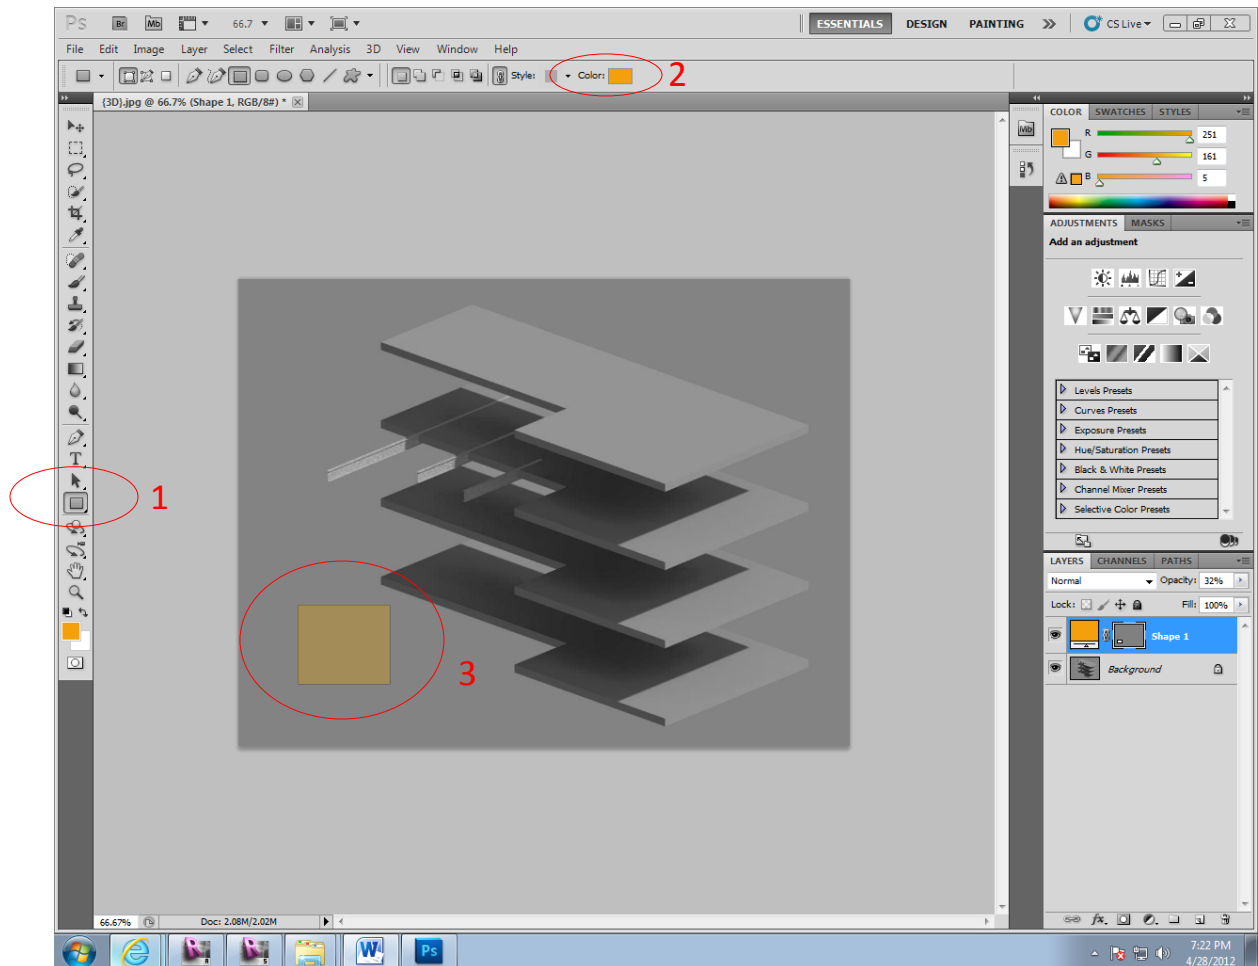 Ps Br Mb 66.7 ESSENTIALS DESIGN PAINTING CS Live
File Edit Image Layer Select Filter Analysis 3D View Window Help
Style: Color: 2
{3D}.jpg @ 66.7% (Shape 1, RGB/8#) *
Mb
COLOR SWATCHES STYLES
R 251
G 161
B 5
ADJUSTMENTS MASKS
Add an adjustment
Levels Presets
Curves Presets
Exposure Presets
Hue/Saturation Presets
Black & White Presets
Channel Mixer Presets
Selective Color Presets
T
1
LAYERS CHANNELS PATHS
Normal Opacity: 32%
Lock: Fill: 100%
Shape 1
Background
3
fx.
66.67% Doc: 2.08M/2.02M
W Ps
7:22 PM
4/28/2012